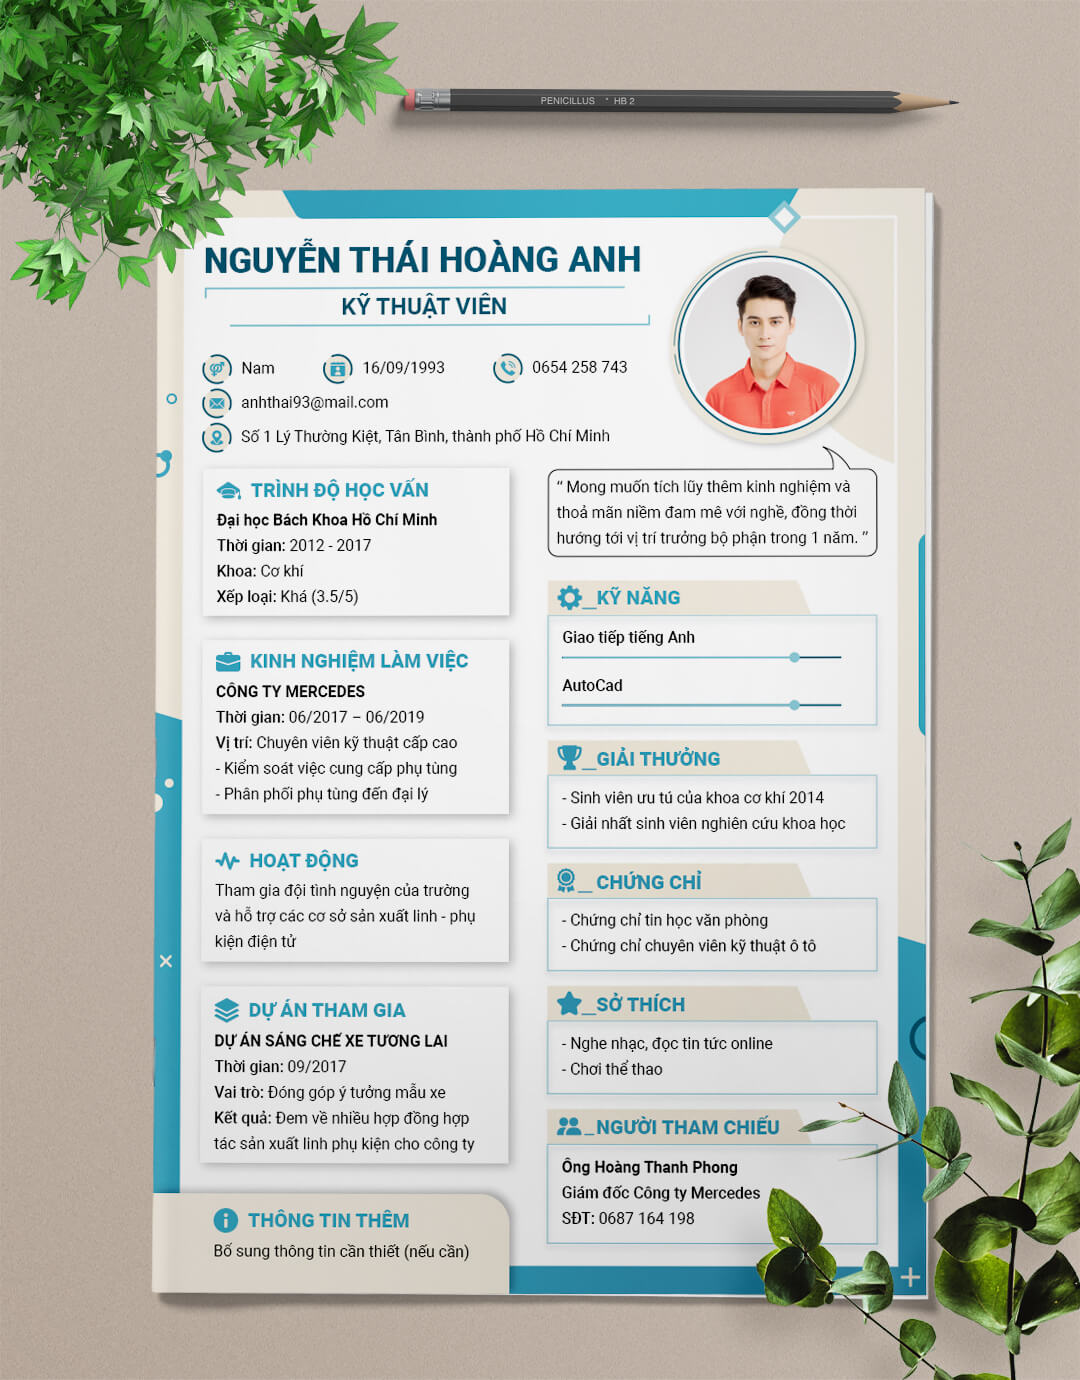 PENICILLUS * HB 2
NGUYỄN THÁI HOÀNG ANH
KỸ THUẬT VIÊN
Nam
16/09/1993
0654 258 743
anhthai93@mail.com
Số 1 Lý Thường Kiệt, Tân Bình, thành phố Hồ Chí Minh
TRÌNH ĐỘ HỌC VẤN
Đại học Bách Khoa Hồ Chí Minh
Thời gian: 2012 - 2017
Khoa: Cơ khí
Xếp loại: Khá (3.5/5)
KINH NGHIỆM LÀM VIỆC
CÔNG TY MERCEDES
Thời gian: 06/2017 – 06/2019
Vị trí: Chuyên viên kỹ thuật cấp cao
- Kiểm soát việc cung cấp phụ tùng
- Phân phối phụ tùng đến đại lý
HOẠT ĐỘNG
Tham gia đội tình nguyện của trường
và hỗ trợ các cơ sở sản xuất linh - phụ
kiện điện tử
DỰ ÁN THAM GIA
DỰ ÁN SÁNG CHẾ XE TƯƠNG LAI
Thời gian: 09/2017
Vai trò: Đóng góp ý tưởng mẫu xe
Kết quả: Đem về nhiều hợp đồng hợp
tác sản xuất linh phụ kiện cho công ty
THÔNG TIN THÊM
Bổ sung thông tin cần thiết (nếu cần)
“ Mong muốn tích lũy thêm kinh nghiệm và
thoả mãn niềm đam mê với nghề, đồng thời
hướng tới vị trí trưởng bộ phận trong 1 năm. ”
_KỸ NĂNG
Giao tiếp tiếng Anh
AutoCad
_GIẢI THƯỞNG
- Sinh viên ưu tú của khoa cơ khí 2014
- Giải nhất sinh viên nghiên cứu khoa học
_ CHỨNG CHỈ
- Chứng chỉ tin học văn phòng
- Chứng chỉ chuyên viên kỹ thuật ô tô
_SỞ THÍCH
- Nghe nhạc, đọc tin tức online
- Chơi thể thao
_NGƯỜI THAM CHIẾU
Ông Hoàng Thanh Phong
Giám đốc Công ty Mercedes
SĐT: 0687 164 198